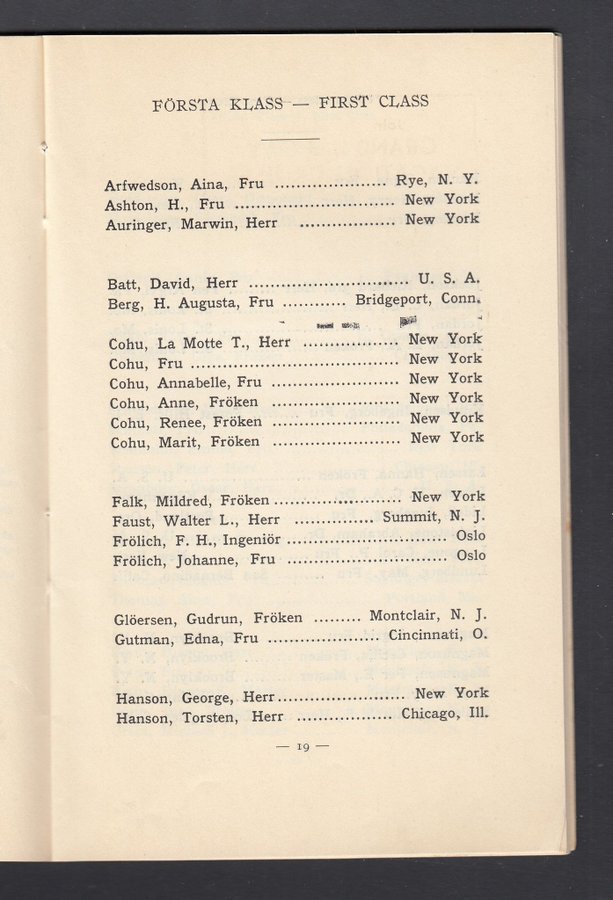 FÖRSTA KLASS — FIRST CLASS
Arfwedson, Aina, Fru ..................... Rye, N. Y.
Ashton, H., Fru .............................. New York
Auringer, Marwin, Herr .................. New York
Batt, David, Herr .............................. U. S. A.
Berg, H. Augusta, Fru ............ Bridgeport, Conn.
Cohu, La Motte T., Herr .................. New York
Cohu, Fru ....................................... New York
Cohu, Annabelle, Fru ........................ New York
Cohu, Anne, Fröken ........................ New York
Cohu, Renee, Fröken ........................ New York
Cohu, Marit, Fröken ........................ New York
Falk, Mildred, Fröken ........................ New York
Faust, Walter L., Herr ............... Summit, N. J.
Frölich, F. H., Ingeniör .............................. Oslo
Frölich, Johanne, Fru .............................. Oslo
Glöersen, Gudrun, Fröken ......... Montclair, N. J.
Gutman, Edna, Fru ..................... Cincinnati, O.
Hanson, George, Herr ........................ New York
Hanson, Torsten, Herr .................. Chicago, Ill.
— 19 —